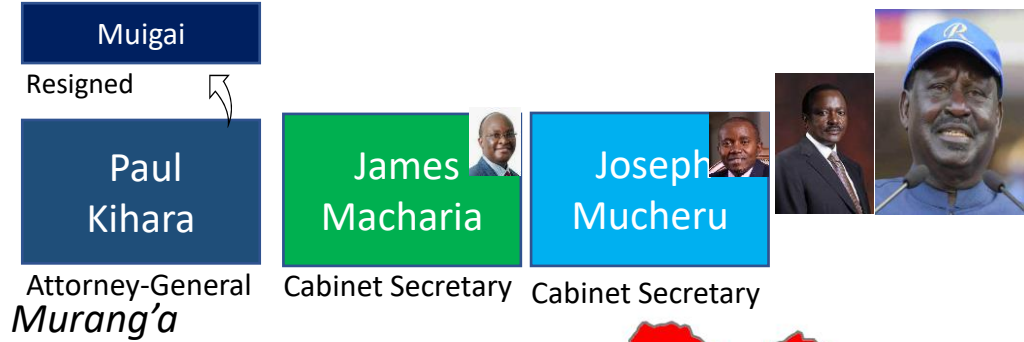 Muigai
Resigned
Paul
Kihara
James
Macharia
Joseph
Mucheru
Attorney-General
Cabinet Secretary
Cabinet Secretary
Murang'a
R